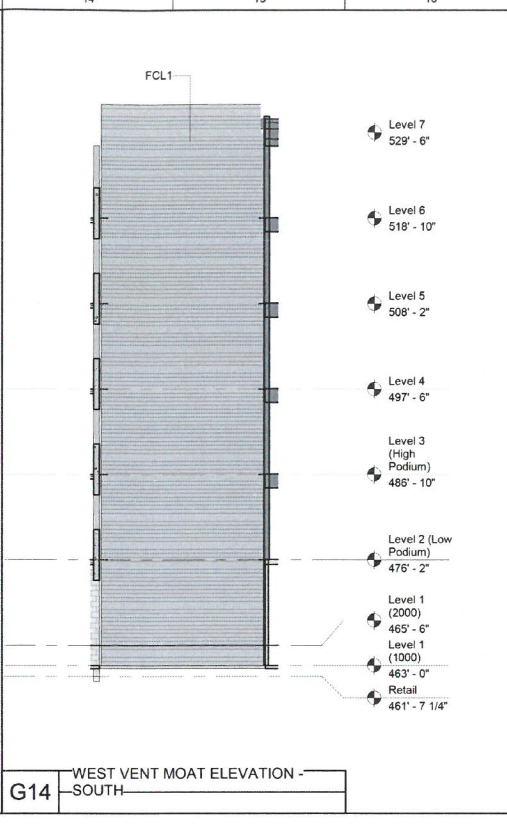 FCL1
Level 7
529' - 6"
Level 6
518' - 10"
Level 5
508' - 2"
Level 4
497' - 6"
Level 3
(High
Podium)
486' - 10"
Level 2 (Low
Podium)
476' - 2"
Level 1
(2000)
465' - 6"
Level 1
(1000)
463' - 0"
Retail
461' - 7 1/4"
G14
WEST VENT MOAT ELEVATION -
SOUTH